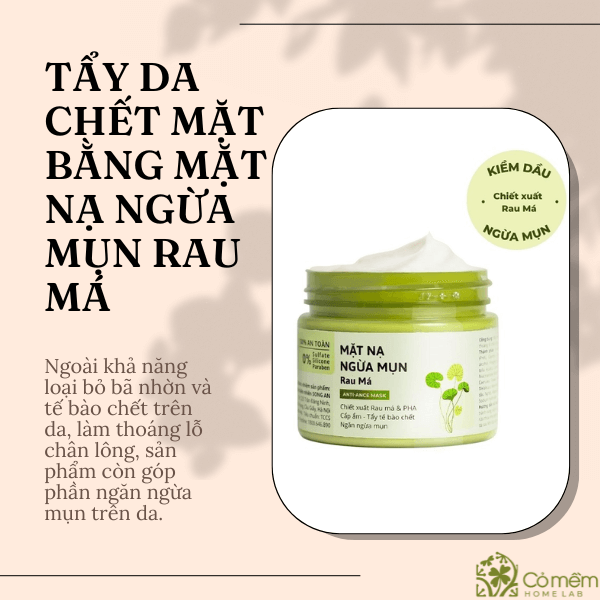 TẨY DA
CHẾT MẶT
BẰNG MẶT
NẠ NGỪA
MỤN RAU
MÁ
Ngoài khả năng
loại bỏ bã nhờn và
tế bào chết trên
da, làm thoáng lỗ
chân lông, sản
phẩm còn góp
phần ngăn ngừa
mụn trên da.
KIỀM DẦU
Chiết xuất
Rau Má
NGỪA MỤN
AN TOÀN
0% Sulfate
Silicone
Paraben
MẶT NẠ
NGỪA MỤN
Rau Má
ANTI-ANCE MASK
Chiết xuất Rau má & PHA
Cấp ẩm - Tẩy tế bào chết
Ngăn ngừa mụn
Cỏ mềm
HOME LAB